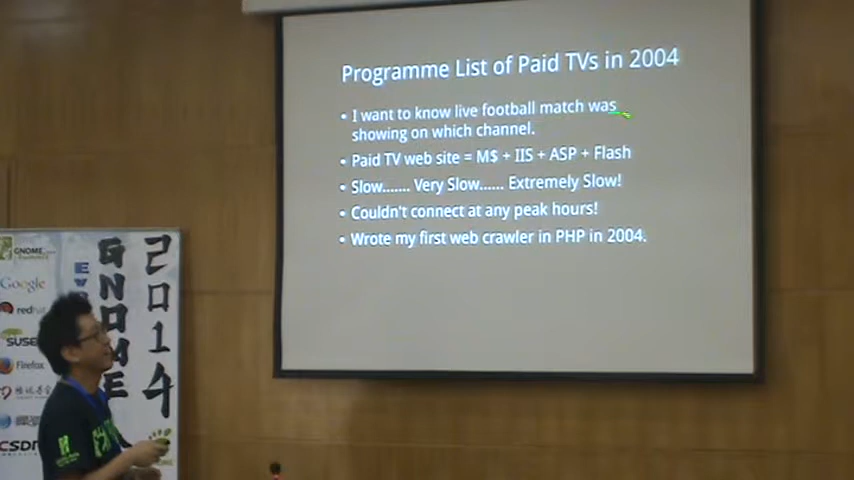 Programme List of Paid TVs in 2004
• I want to know live football match was
showing on which channel.
• Paid TV web site = M$ + IIS + ASP + Flash
• Slow....... Very Slow...... Extremely Slow!
• Couldn't connect at any peak hours!
• Wrote my first web crawler in PHP in 2004.
GNOME
Google
redhat
SUSE
Firefox
CSDN
GNOME
2014